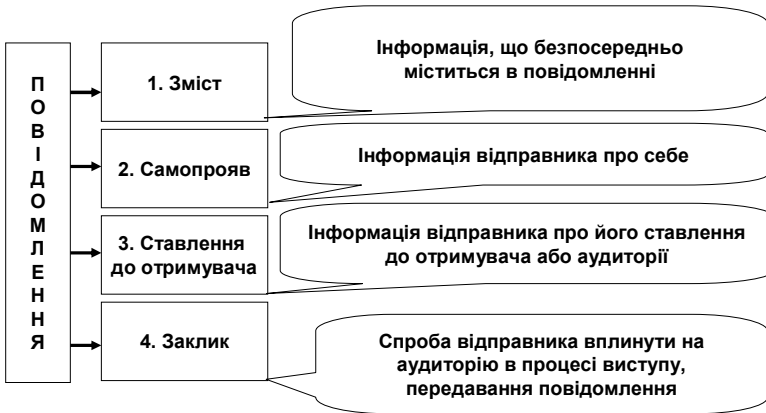 ПОВІДОМЛЕННЯ
1. Зміст
Інформація, що безпосередньо
міститься в повідомленні
2. Самопрояв
Інформація відправника про себе
3. Ставлення
до отримувача
Інформація відправника про його ставлення
до отримувача або аудиторії
4. Заклик
Спроба відправника вплинути на
аудиторію в процесі виступу,
передавання повідомлення